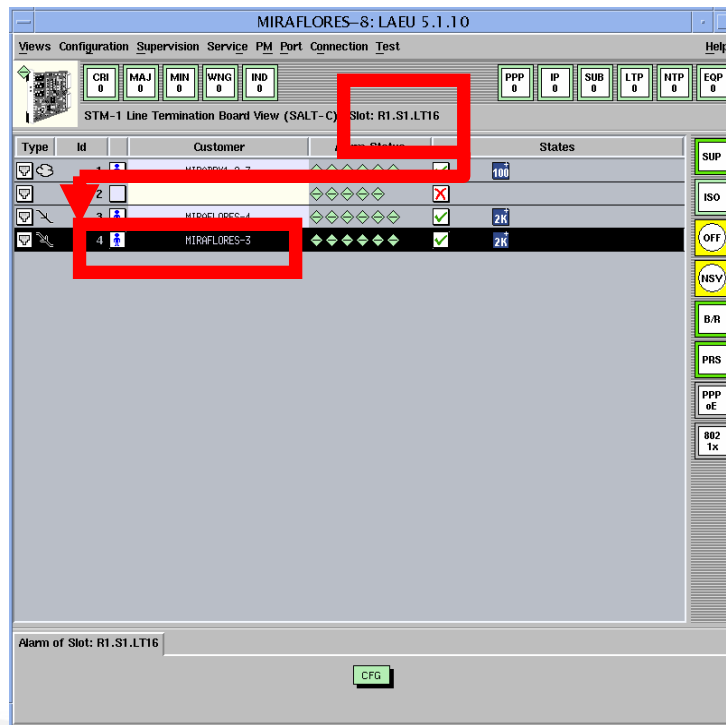 MIRAFLORES-8: LAEU 5.1.10
Views Configuration Supervision Service PM Port Connection Test Help
CRI 0 MAJ 0 MIN 0 WNG 0 IND 0 PPP 0 IP 0 SUB 0 LTP 0 NTP 0 EQP 0
STM-1 Line Termination Board View (SALT-C) Slot: R1.S1.LT16
Type Id Customer Alarm Status States
1 100
2
3 MIRAFLORES-4 2K
4 MIRAFLORES-3 2K
SUP
ISO
OFF
NSV
B/R
PRS
PPP
oE
802
1x
Alarm of Slot: R1.S1.LT16
CFG